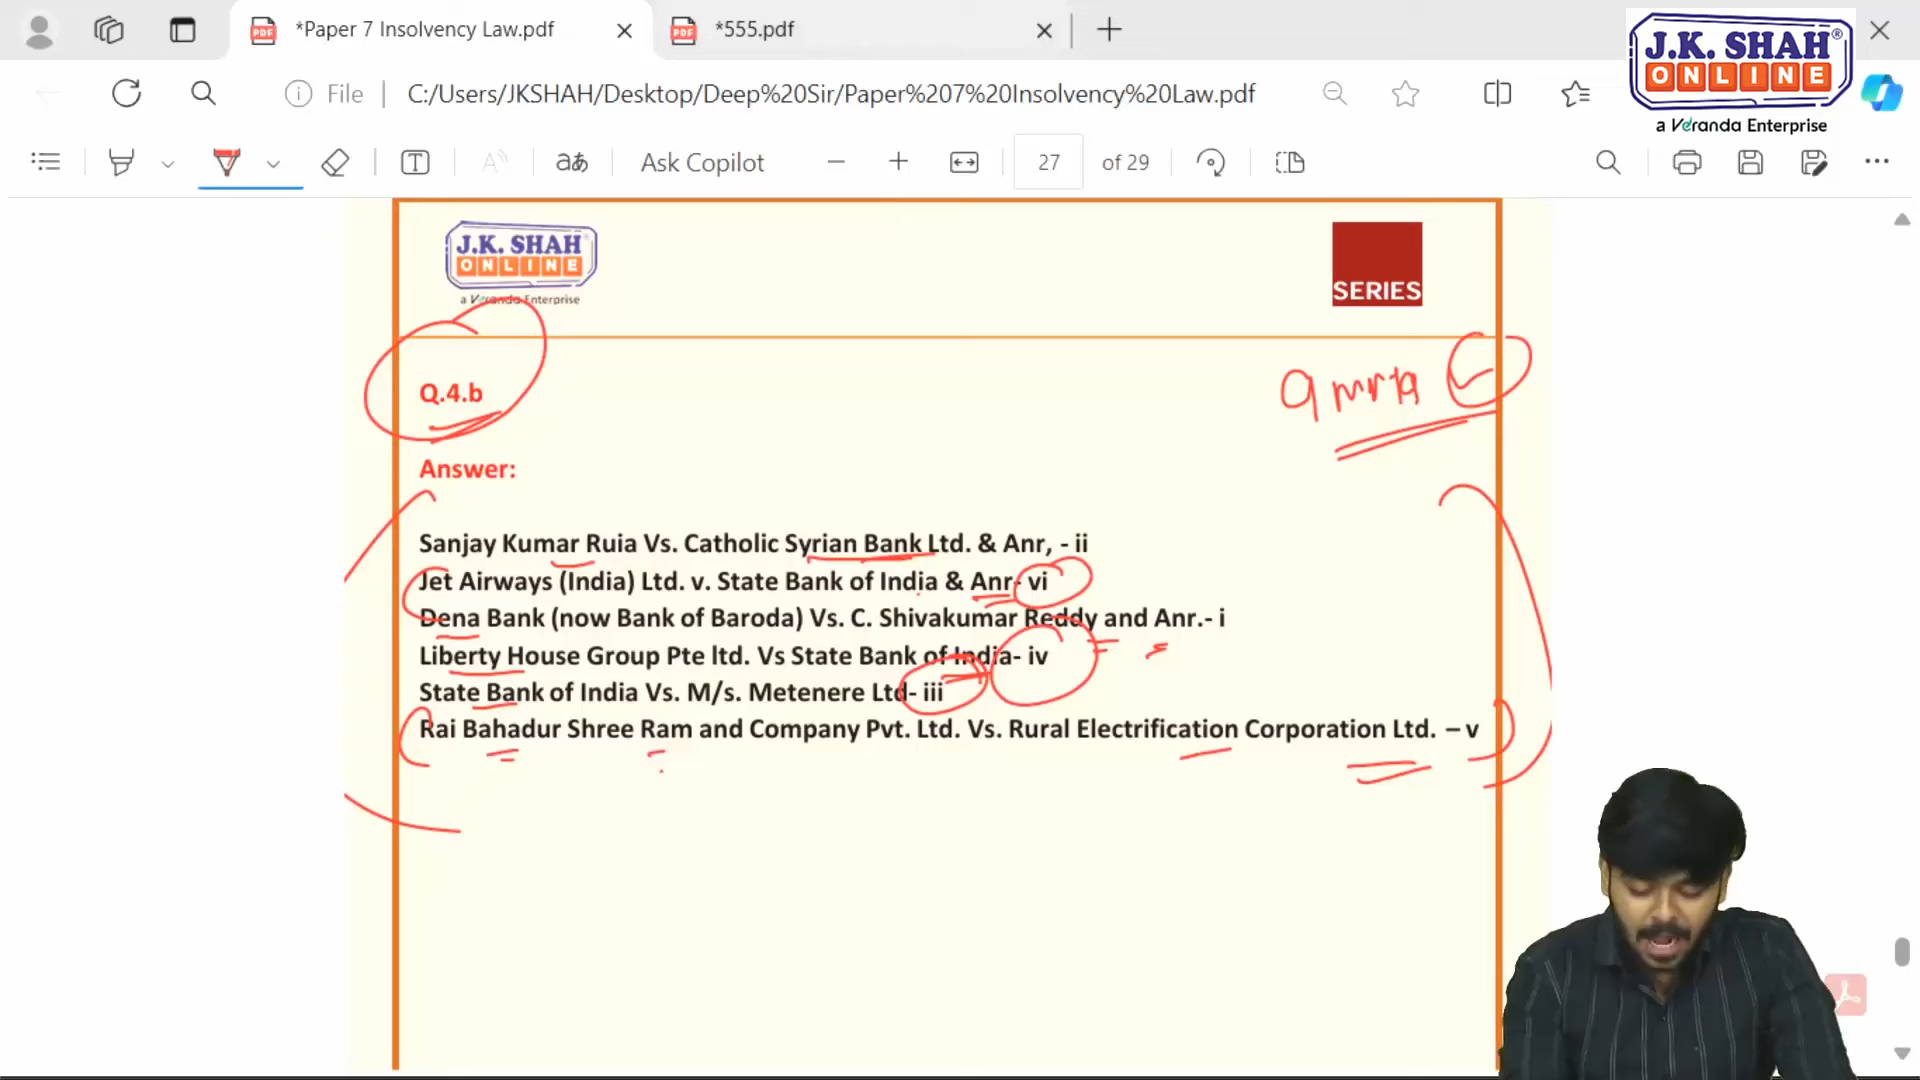 *Paper 7 Insolvency Law.pdf
*555.pdf
J.K. SHAH®
ONLINE
a Veranda Enterprise
File
C:/Users/JKSHAH/Desktop/Deep%20Sir/Paper%207%20Insolvency%20Law.pdf
Ask Copilot
27
of 29
J.K. SHAH
ONLINE
a Veranda Enterprise
SERIES
Q.4.b
Answer:
Sanjay Kumar Ruia Vs. Catholic Syrian Bank Ltd. & Anr, - ii
Jet Airways (India) Ltd. v. State Bank of India & Anr- vi
Dena Bank (now Bank of Baroda) Vs. C. Shivakumar Reddy and Anr.- i
Liberty House Group Pte ltd. Vs State Bank of India- iv
State Bank of India Vs. M/s. Metenere Ltd- iii
Rai Bahadur Shree Ram and Company Pvt. Ltd. Vs. Rural Electrification Corporation Ltd. – v